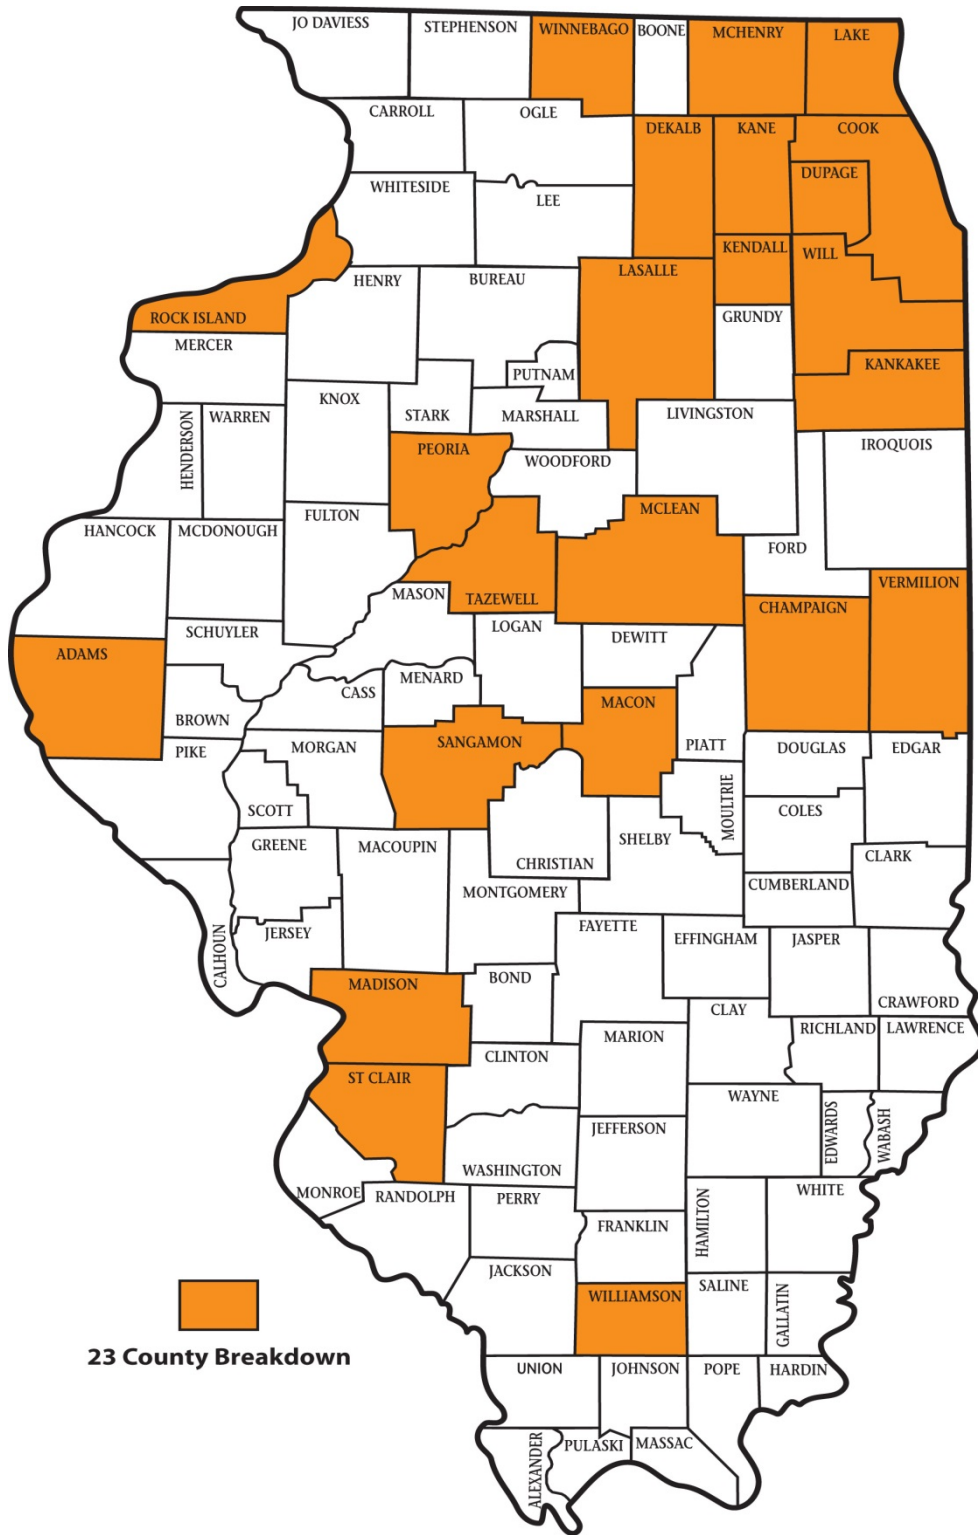 JO DAVIESS
STEPHENSON
WINNEBAGO
BOONE
MCHENRY
LAKE
CARROLL
OGLE
DEKALB
KANE
COOK
DUPAGE
WHITESIDE
LEE
KENDALL
WILL
LASALLE
HENRY
BUREAU
ROCK ISLAND
GRUNDY
MERCER
PUTNAM
KANKAKEE
KNOX
STARK
MARSHALL
LIVINGSTON
HENDERSON
WARREN
PEORIA
WOODFORD
IROQUOIS
HANCOCK
MCDONOUGH
FULTON
MCLEAN
FORD
MASON
TAZEWELL
CHAMPAIGN
VERMILION
SCHUYLER
LOGAN
DEWITT
ADAMS
CASS
MENARD
MACON
BROWN
PIKE
MORGAN
SANGAMON
PIATT
DOUGLAS
EDGAR
SCOTT
MOULTRIE
COLES
GREENE
MACOUPIN
CHRISTIAN
SHELBY
CLARK
MONTGOMERY
CUMBERLAND
CALHOUN
JERSEY
FAYETTE
EFFINGHAM
JASPER
MADISON
BOND
CLAY
CRAWFORD
RICHLAND
LAWRENCE
MARION
CLINTON
ST CLAIR
WAYNE
EDWARDS
WABASH
JEFFERSON
WASHINGTON
MONROE
RANDOLPH
PERRY
HAMILTON
WHITE
FRANKLIN
JACKSON
WILLIAMSON
SALINE
GALLATIN
23 County Breakdown
UNION
JOHNSON
POPE
HARDIN
ALEXANDER
PULASKI
MASSAC